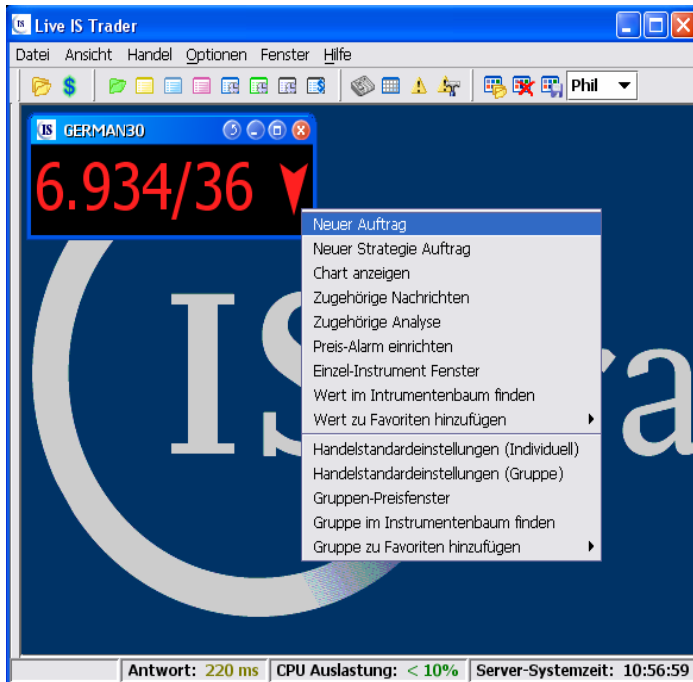 IS Live IS Trader
Datei Ansicht Handel Optionen Fenster Hilfe
$ Phil
IS GERMAN30
6.934/36
Neuer Auftrag
Neuer Strategie Auftrag
Chart anzeigen
Zugehörige Nachrichten
Zugehörige Analyse
Preis-Alarm einrichten
Einzel-Instrument Fenster
Wert im Intrumentenbaum finden
Wert zu Favoriten hinzufügen
Handelstandardeinstellungen (Individuell)
Handelstandardeinstellungen (Gruppe)
Gruppen-Preisfenster
Gruppe im Instrumentenbaum finden
Gruppe zu Favoriten hinzufügen
Antwort: 220 ms CPU Auslastung: < 10% Server-Systemzeit: 10:56:59